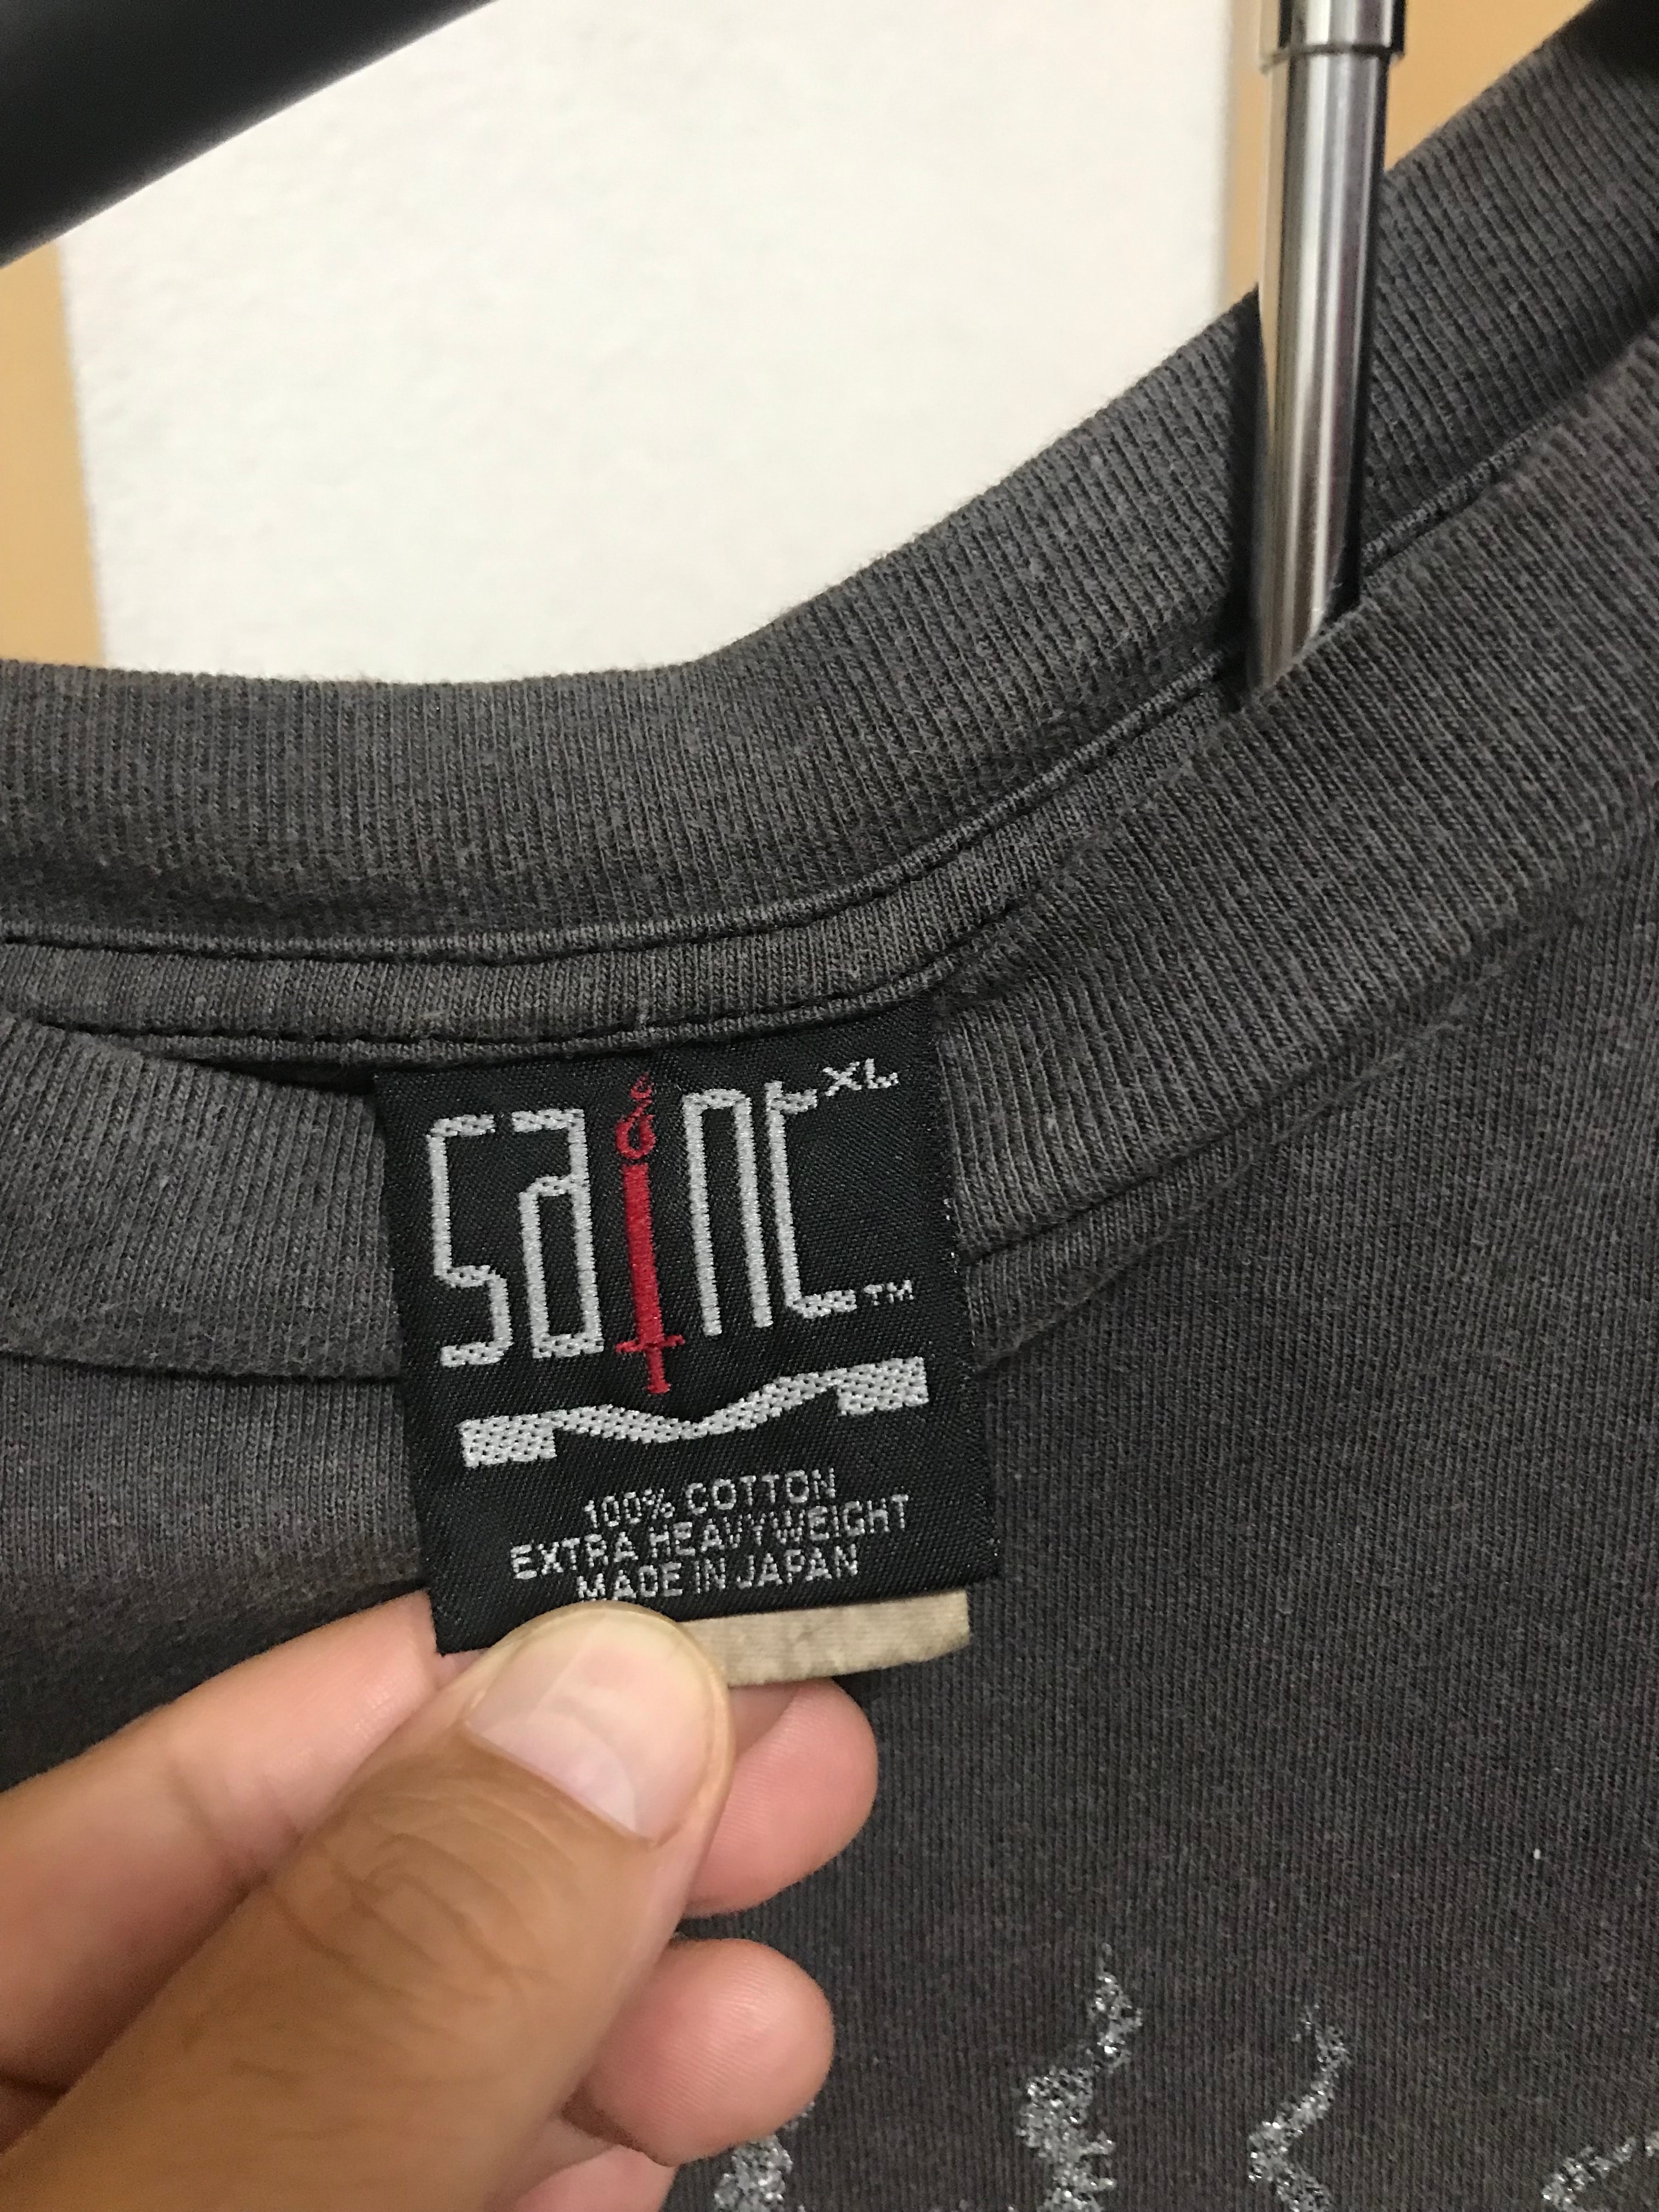 saint XL
TM
100% COTTON
EXTRA HEAVYWEIGHT
MADE IN JAPAN